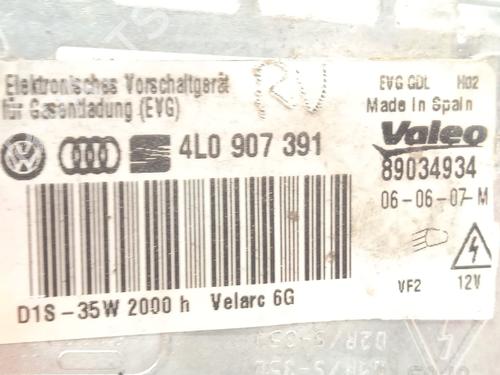 Elektronisches Vorschaltgerät
für Gasentladung (EVG)
RU
EVG GDL H02
Made in Spain
4L0 907 391
Valeo
89034934
06-06-07-M
D1S-35W 2000 h Velarc 6G
VF2
12V